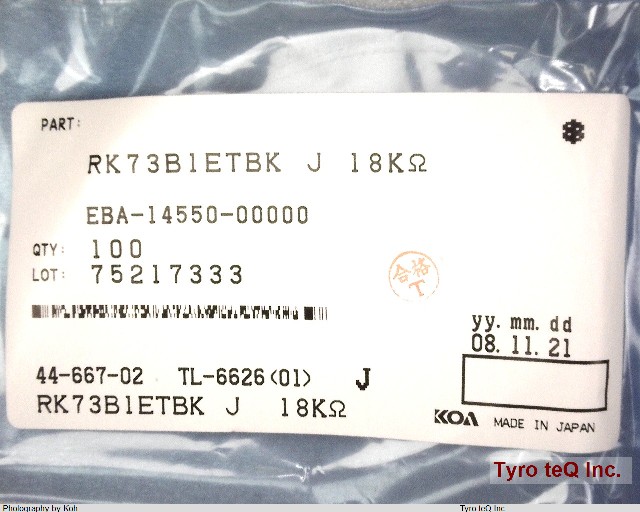 PART:
RK73B1ETBK J 18KΩ
EBA-14550-00000
QTY: 100
LOT: 75217333
合格
T
yy. mm. dd
08. 11. 21
44-667-02 TL-6626(01) J
RK73B1ETBK J 18KΩ
KOA MADE IN JAPAN
Tyro teQ Inc.
Photography by Koh Tyro teQ Inc